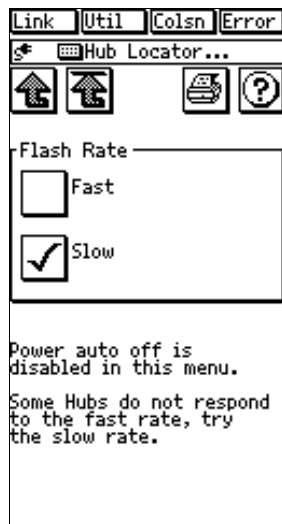 Link Util Colsn Error
Hub Locator...
?
Flash Rate
Fast
Slow
Power auto off is
disabled in this menu.
Some Hubs do not respond
to the fast rate, try
the slow rate.